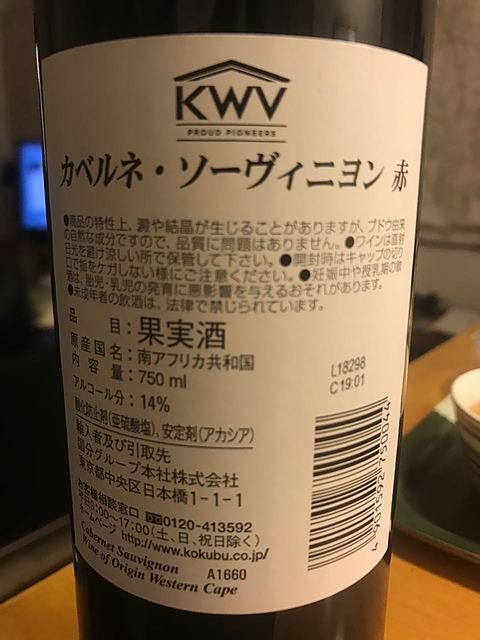 KWV
PROUD PIONEERS
カベルネ・ソーヴィニヨン 赤
●商品の特性上、澱や結晶が生じることがありますが、ブドウ由来
の自然な成分ですので、品質に問題はありません。●ワインは直射
日光を避け涼しい所で保管して下さい。●開封時はキャップの切り
口で指をケガしない様にご注意ください。●妊娠中や授乳期の飲
酒は、胎児・乳児の発育に悪影響を与えるおそれがあります。
●未成年者の飲酒は、法律で禁じられています。
品目:果実酒
原産国名:南アフリカ共和国
内容量:750 ml
アルコール分:14%
酸化防止剤(亜硫酸塩)、安定剤(アカシア)
輸入者及び引取先
国分グループ本社株式会社
東京都中央区日本橋1-1-1
お客様相談窓口 0120-413592
平日9:00〜17:00(土、日、祝日除く)
ホームページ http://www.kokubu.co.jp/
Cabernet Sauvignon
Wine of Origin Western Cape
A1660
L18298
C19:01
4 901592 750044